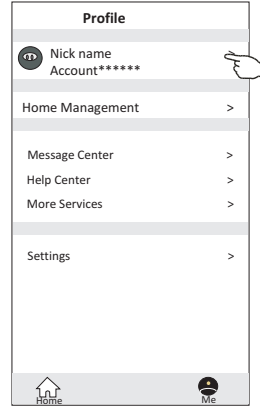 Profile
Nick name
Account******
Home Management >
Message Center >
Help Center >
More Services >
Settings >
Home
Me